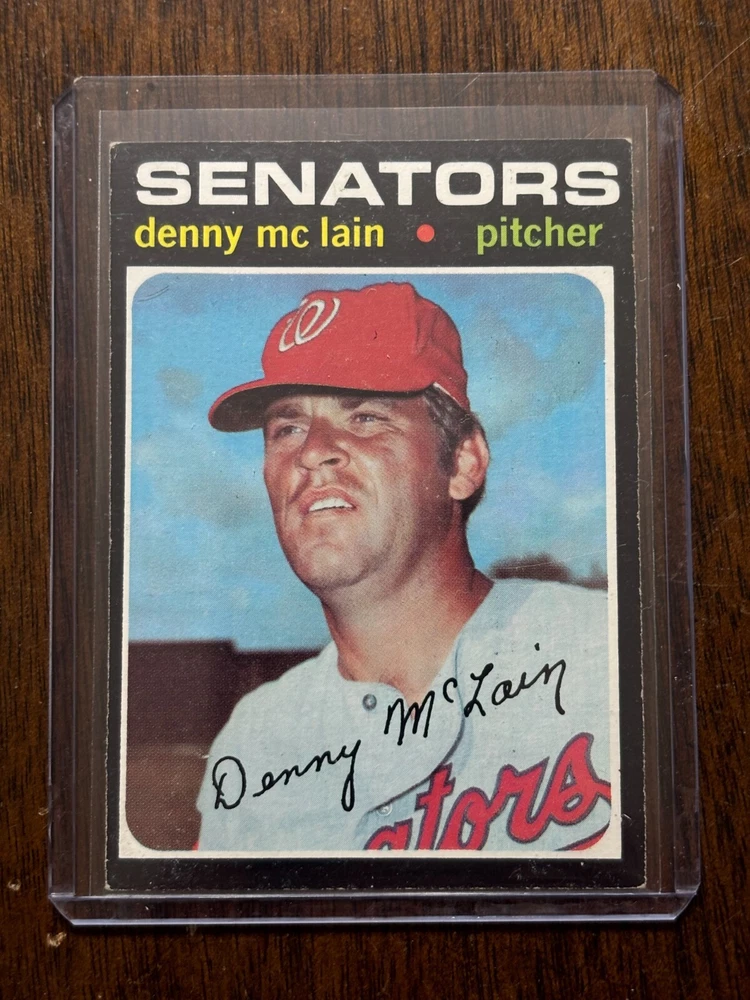 SENATORS
denny mc lain • pitcher
W
Denny McLain
ators